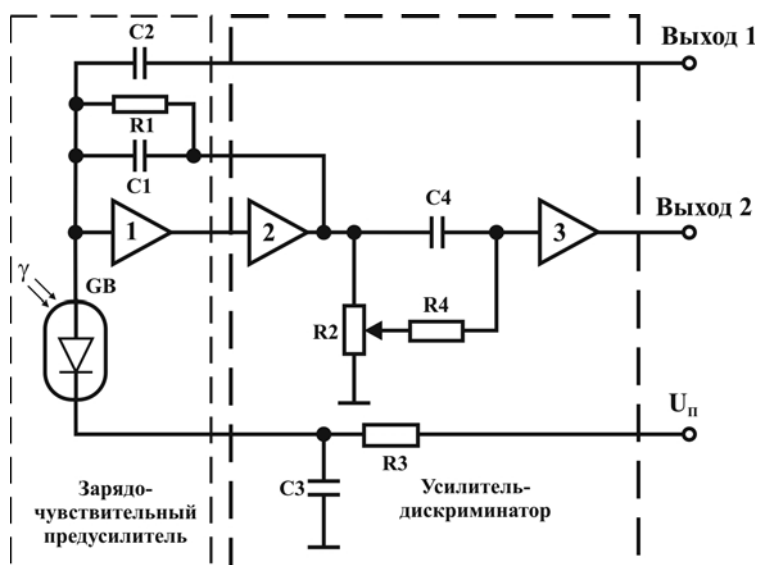 C2
Выход 1
R1
C1
C4
Выход 2
1
2
3
γ
GB
R2
R4
Uп
R3
C3
Зарядо-
чувствительный
предусилитель
Усилитель-
дискриминатор